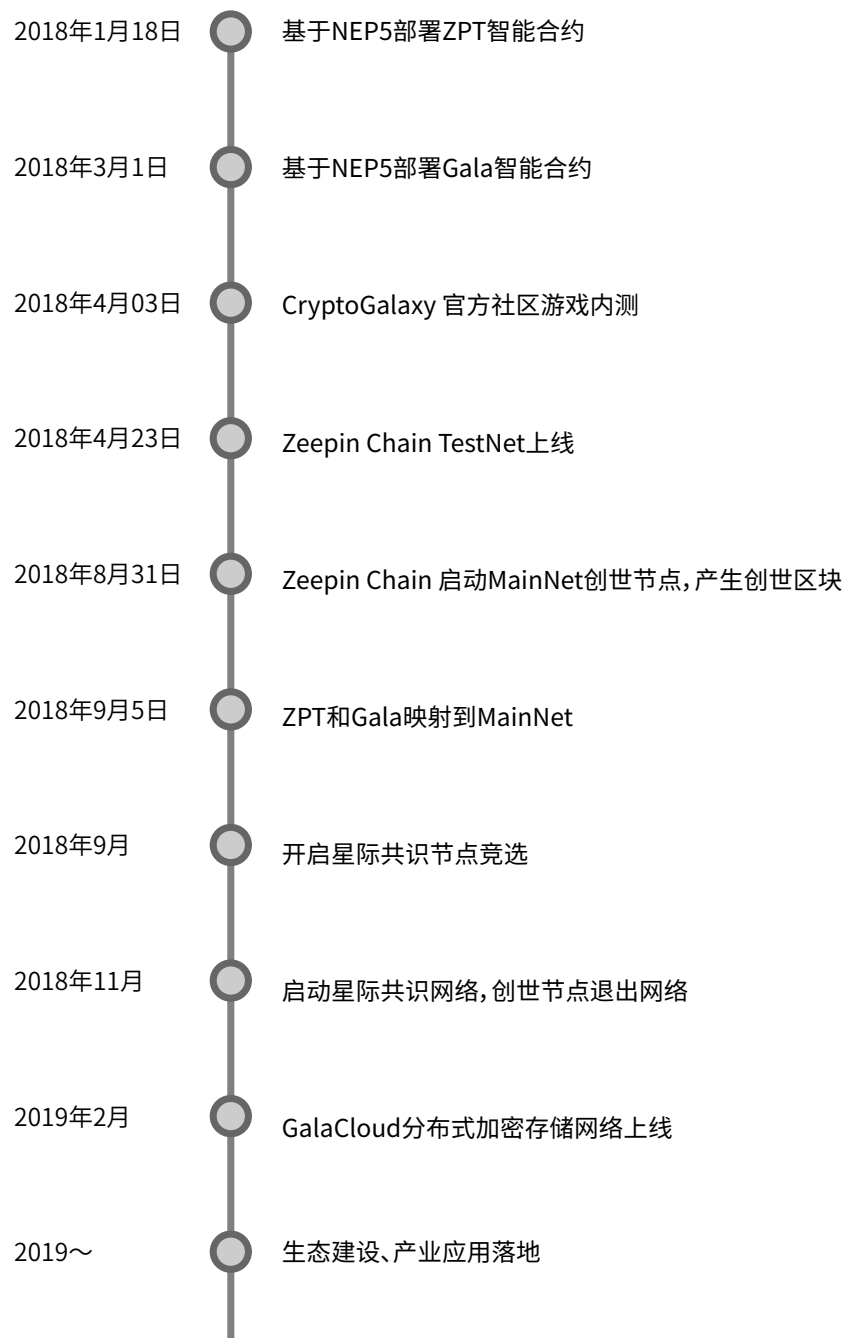 2018年1月18日 基于NEP5部署ZPT智能合约
2018年3月1日 基于NEP5部署Gala智能合约
2018年4月03日 CryptoGalaxy 官方社区游戏内测
2018年4月23日 Zeepin Chain TestNet上线
2018年8月31日 Zeepin Chain 启动MainNet创世节点，产生创世区块
2018年9月5日 ZPT和Gala映射到MainNet
2018年9月 开启星际共识节点竞选
2018年11月 启动星际共识网络，创世节点退出网络
2019年2月 GalaCloud分布式加密存储网络上线
2019～ 生态建设、产业应用落地